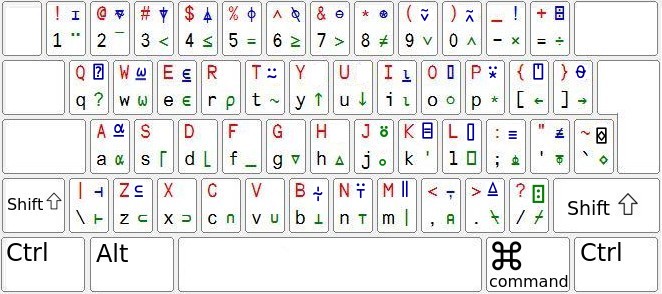 ! ⌶ @ ⍫ # ⍒ $ ⍋ % ⌽ ^ ⍉ & ⊖ * ⍟ ( ⍱ ) ⍲ _ ! + ⌹
1 ¨ 2 ¯ 3 < 4 ≤ 5 = 6 ≥ 7 > 8 ≠ 9 ∨ 0 ∧ - × = ÷
Q ⍰ W ⍹ E ⍷ R T ⍨ Y U I ⍸ O ⌷ P ⍣ { ⍞ } ⍬
q ? w ⍵ e ∊ r ⍴ t ~ y ↑ u ↓ i ⍳ o ○ p * [ ← ] →
A ⍶ S D F G H J ⍤ K ⌸ L ⌷ : ≡ " ≢ ~ ⌺
a ⍺ s ⌈ d ⌊ f _ g ∇ h ∆ j ∘ k ' l ⎕ ; ⍎ ' ⍕ ` ⋄
| ⊣ Z ⊆ X C V B ⍭ N ⍡ M ∥ < ⍪ > ⍙ ? ⍠
Shift ⇧ \ ⊢ z ⊂ x ⊃ c ∩ v ∪ b ⊥ n ⊤ m | , ⍝ . ⍀ / ⌿ Shift ⇧
Ctrl Alt ⌘ Ctrl
command